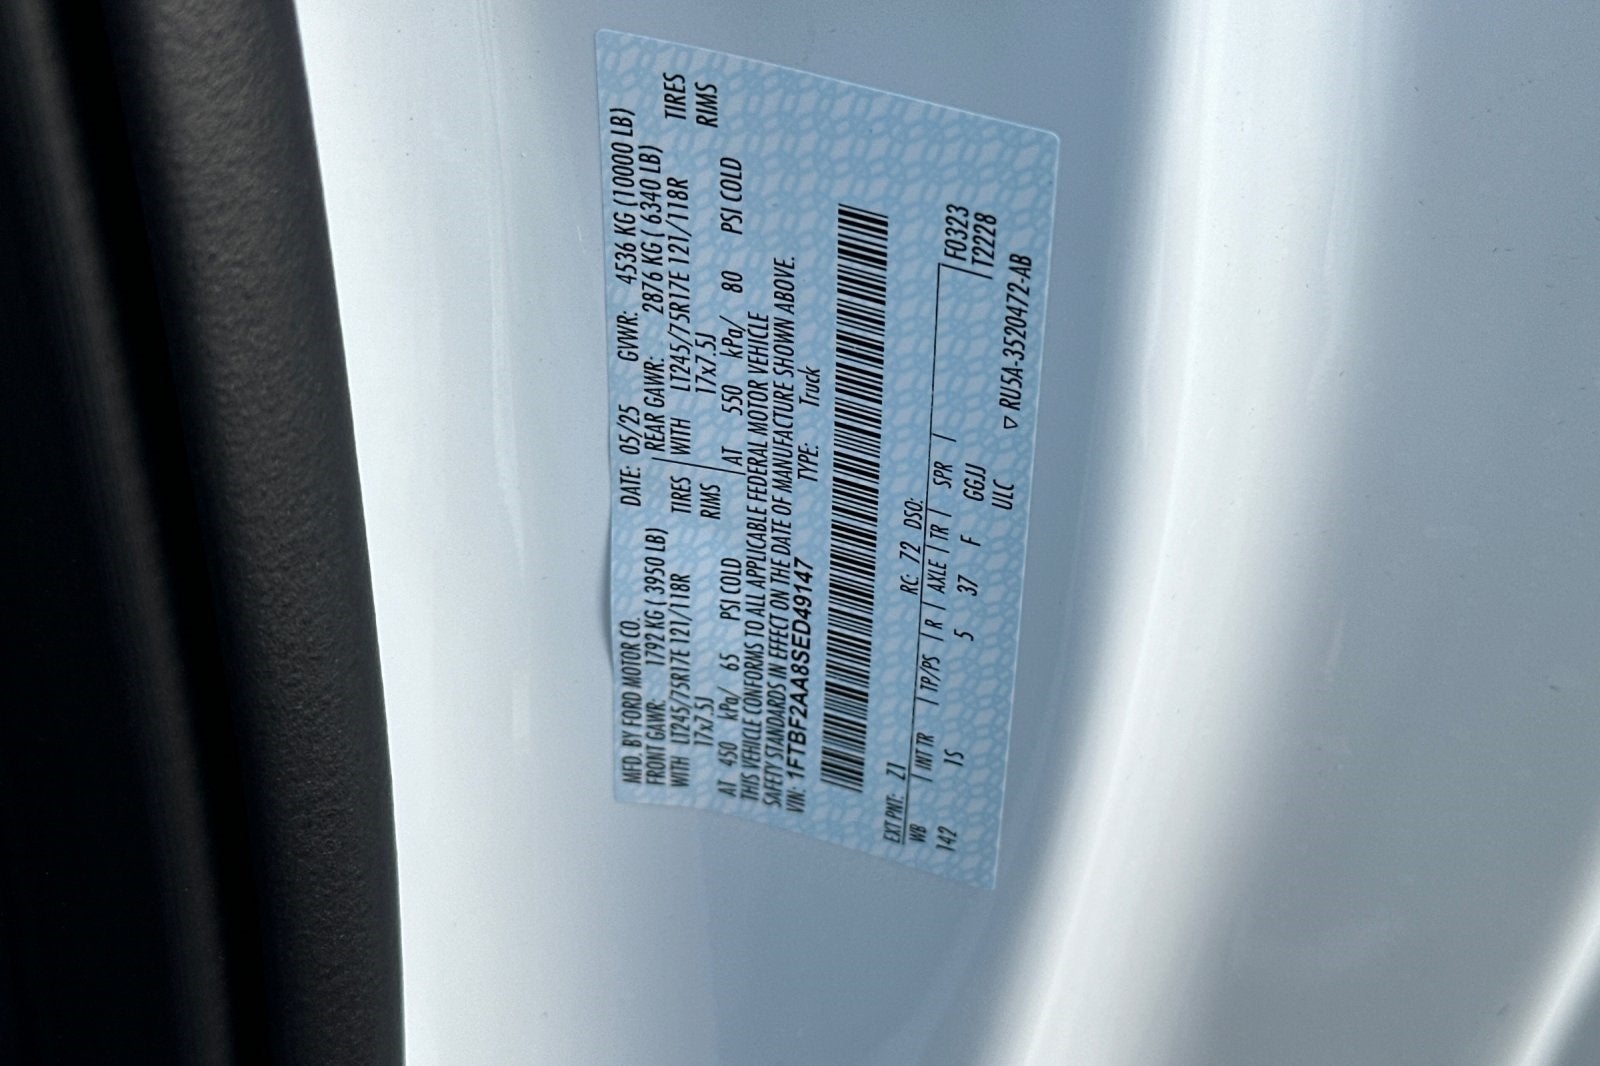 MFD. BY FORD MOTOR CO. DATE: 05/25 GVWR: 4536 KG (10000 LB)
FRONT GAWR: 1792 KG ( 3950 LB) REAR GAWR: 2876 KG ( 6340 LB)
WITH LT245/75R17E 121/118R TIRES WITH LT245/75R17E 121/118R TIRES
17x7.5J RIMS 17x7.5J RIMS
AT 450 kPa/ 65 PSI COLD AT 550 kPa/ 80 PSI COLD
THIS VEHICLE CONFORMS TO ALL APPLICABLE FEDERAL MOTOR VEHICLE
SAFETY STANDARDS IN EFFECT ON THE DATE OF MANUFACTURE SHOWN ABOVE.
VIN: 1FTBF2AA8SED49147 TYPE: Truck
EXT PNT: Z1 RC: 72 DSO:
WB | INT TR | TP/PS | R | AXLE | TR | SPR | F0323
142 IS 5 37 F GGJJ T2228
ULC
▽ RU5A-3520472-AB